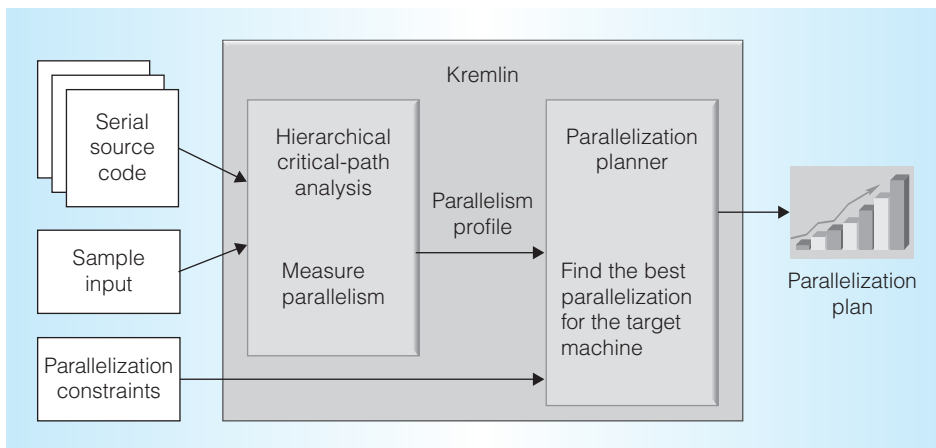 Kremlin
Serial
source
code
Sample
input
Parallelization
constraints
Hierarchical
critical-path
analysis
Measure
parallelism
Parallelism
profile
Parallelization
planner
Find the best
parallelization
for the target
machine
Parallelization
plan